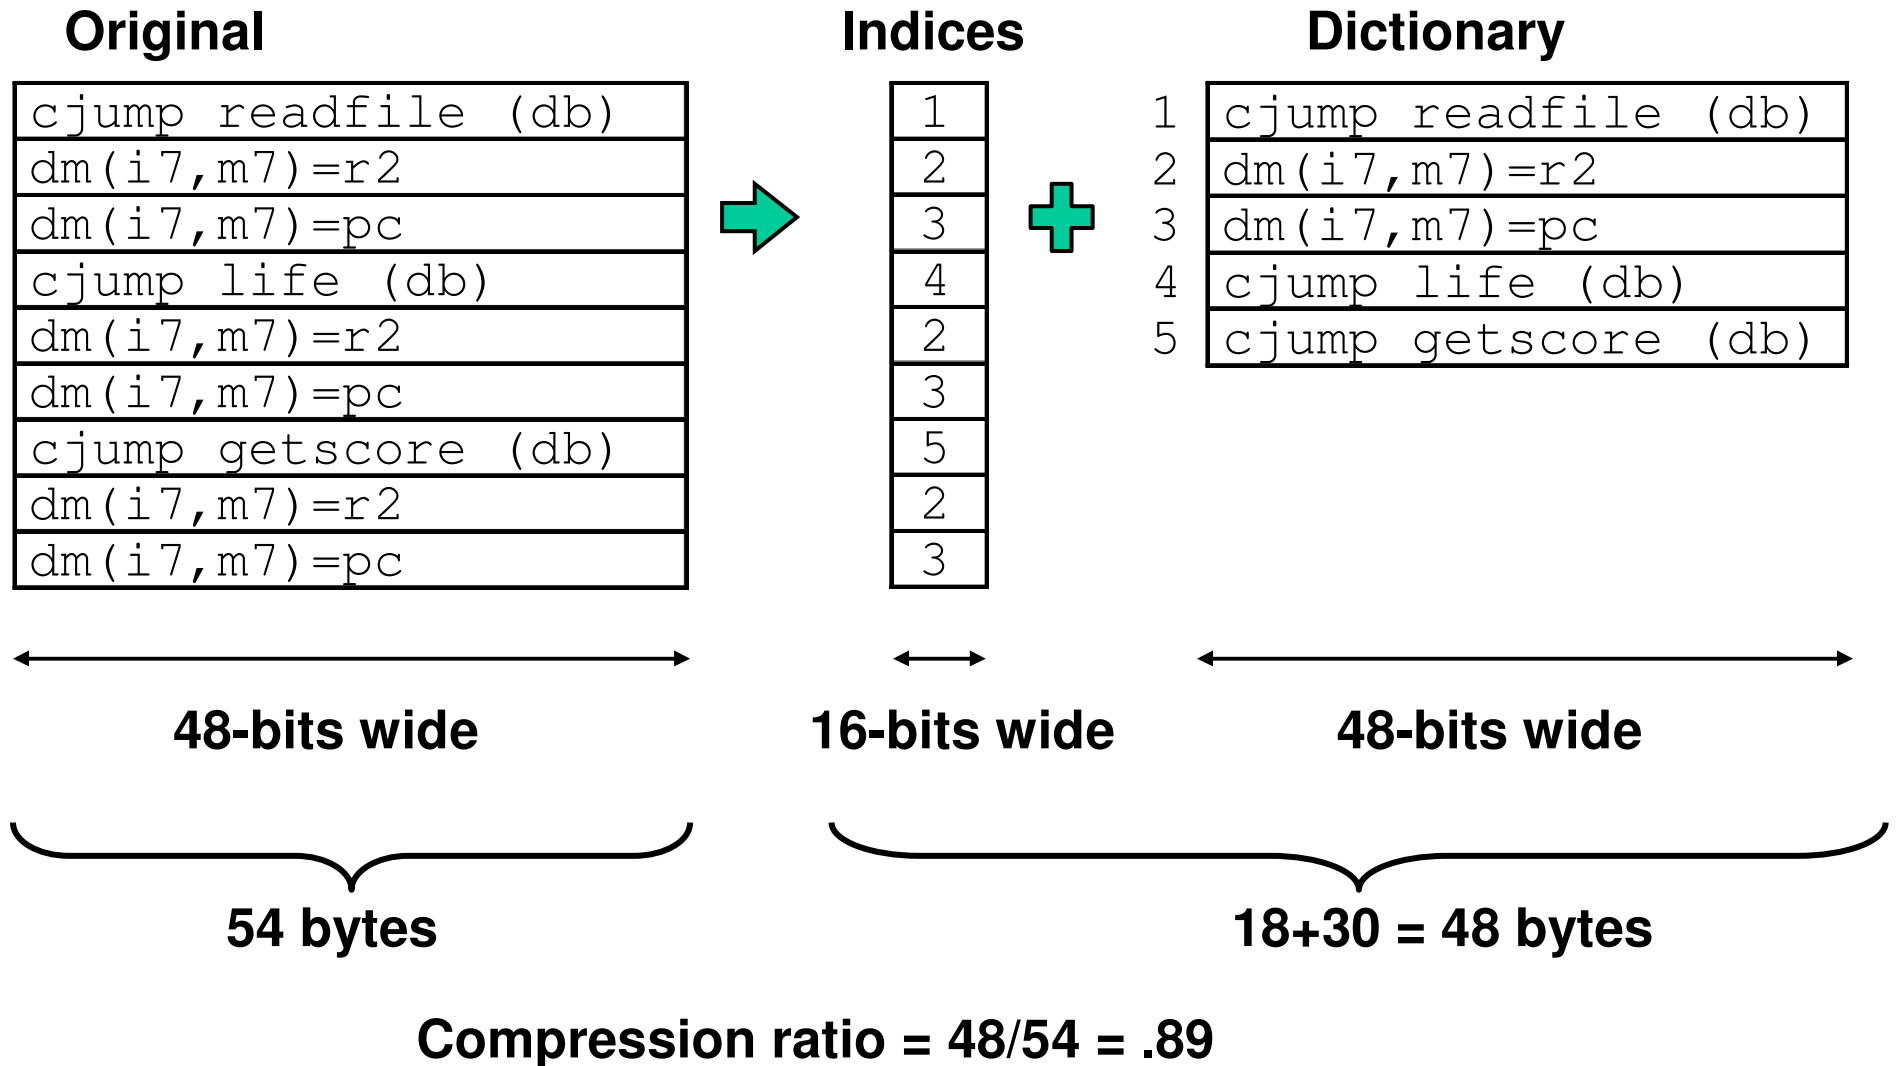 Original
cjump readfile (db)
dm(i7,m7)=r2
dm(i7,m7)=pc
cjump life (db)
dm(i7,m7)=r2
dm(i7,m7)=pc
cjump getscore (db)
dm(i7,m7)=r2
dm(i7,m7)=pc
48-bits wide
54 bytes
Indices
1
2
3
4
2
3
5
2
3
16-bits wide
Dictionary
1 cjump readfile (db)
2 dm(i7,m7)=r2
3 dm(i7,m7)=pc
4 cjump life (db)
5 cjump getscore (db)
48-bits wide
18+30 = 48 bytes
Compression ratio = 48/54 = .89